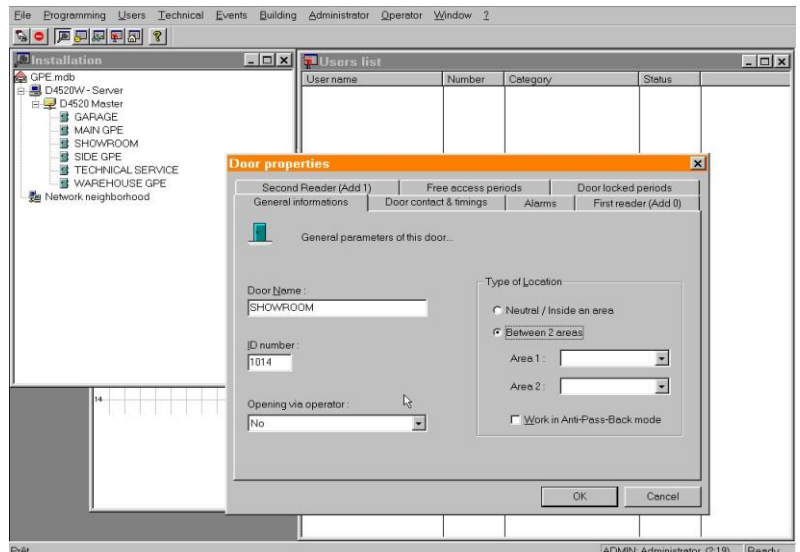 File Programming Users Technical Events Building Administrator Operator Window ?
Installation
GPE.mdb
D4520W - Server
D4520 Master
GARAGE
MAIN GPE
SHOWROOM
SIDE GPE
TECHNICAL SERVICE
WAREHOUSE GPE
Network neighborhood
Users list
User name Number Category Status
Door properties
Second Reader (Add 1) Free access periods Door locked periods
General informations Door contact & timings Alarms First reader (Add 0)
General parameters of this door...
Door Name :
SHOWROOM
ID number :
1014
Opening via operator :
No
Type of Location
Neutral / Inside an area
Between 2 areas
Area 1 :
Area 2 :
Work in Anti-Pass-Back mode
OK Cancel
14
Prêt ADMIN: Administrator (2:19) Ready